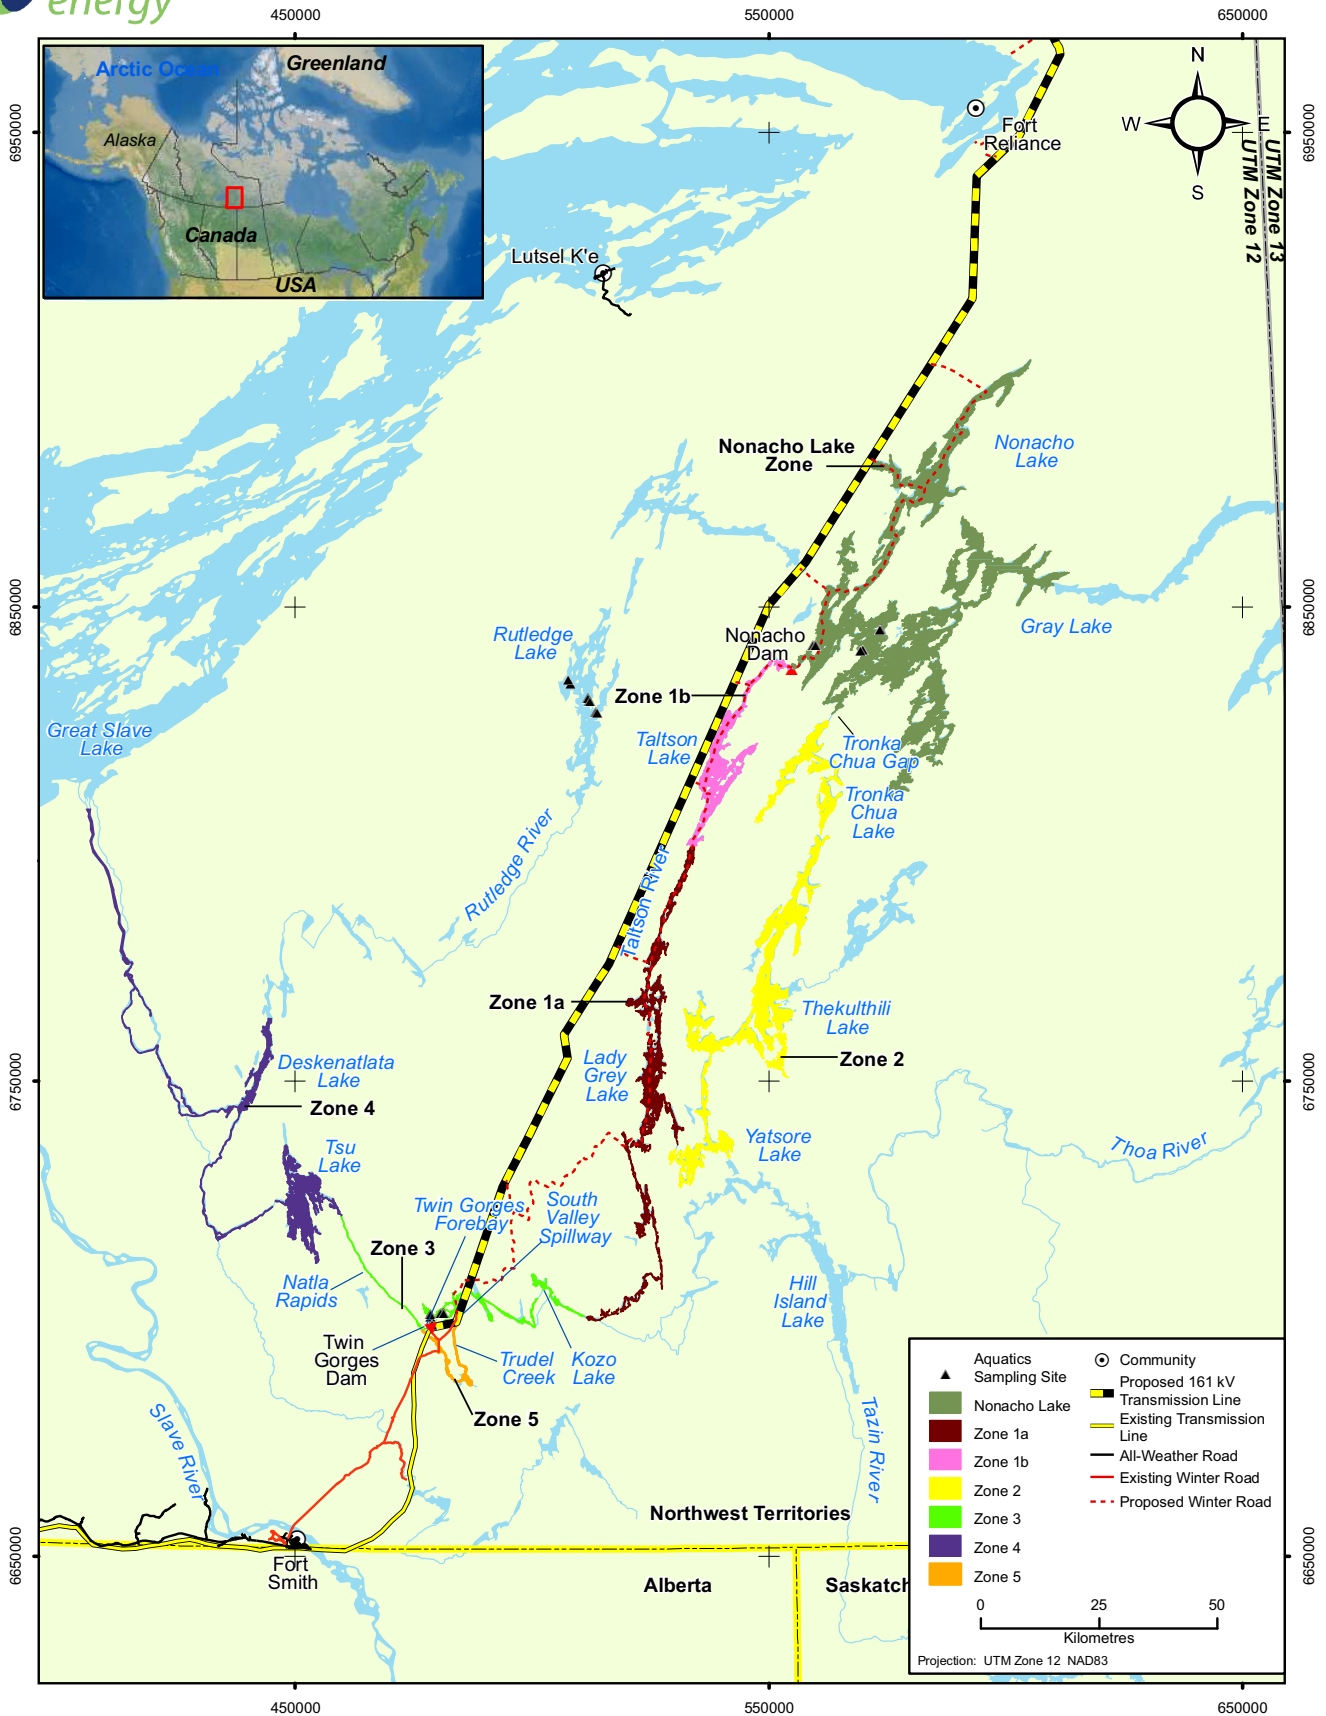 energy
450000
550000
650000
Arctic Ocean
Greenland
Alaska
Canada
USA
N
W
E
S
UTM Zone 13
UTM Zone 12
6950000
6950000
Fort
Reliance
Lutsel K'e
Nonacho Lake
Zone
Nonacho
Lake
6850000
6850000
Gray Lake
Rutledge
Lake
Nonacho
Dam
Zone 1b
Great Slave
Lake
Taltson
Lake
Tronka
Chua Gap
Tronka
Chua
Lake
Rutledge River
Taltson River
Zone 1a
Thekulthili
Lake
Zone 2
Lady
Grey
Lake
Deskenatlata
Lake
Zone 4
6750000
6750000
Tsu
Lake
Yatsore
Lake
Thoa River
Twin Gorges
Forebay
South
Valley
Spillway
Zone 3
Natla
Rapids
Hill
Island
Lake
Twin
Gorges
Dam
Trudel
Creek
Kozo
Lake
Zone 5
Slave River
Tazin River
Northwest Territories
Fort
Smith
Alberta
Saskatch
6650000
6650000
Aquatics
Sampling Site
Nonacho Lake
Zone 1a
Zone 1b
Zone 2
Zone 3
Zone 4
Zone 5
Community
Proposed 161 kV
Transmission Line
Existing Transmission
Line
All-Weather Road
Existing Winter Road
Proposed Winter Road
0
25
50
Kilometres
Projection: UTM Zone 12 NAD83
450000
550000
650000